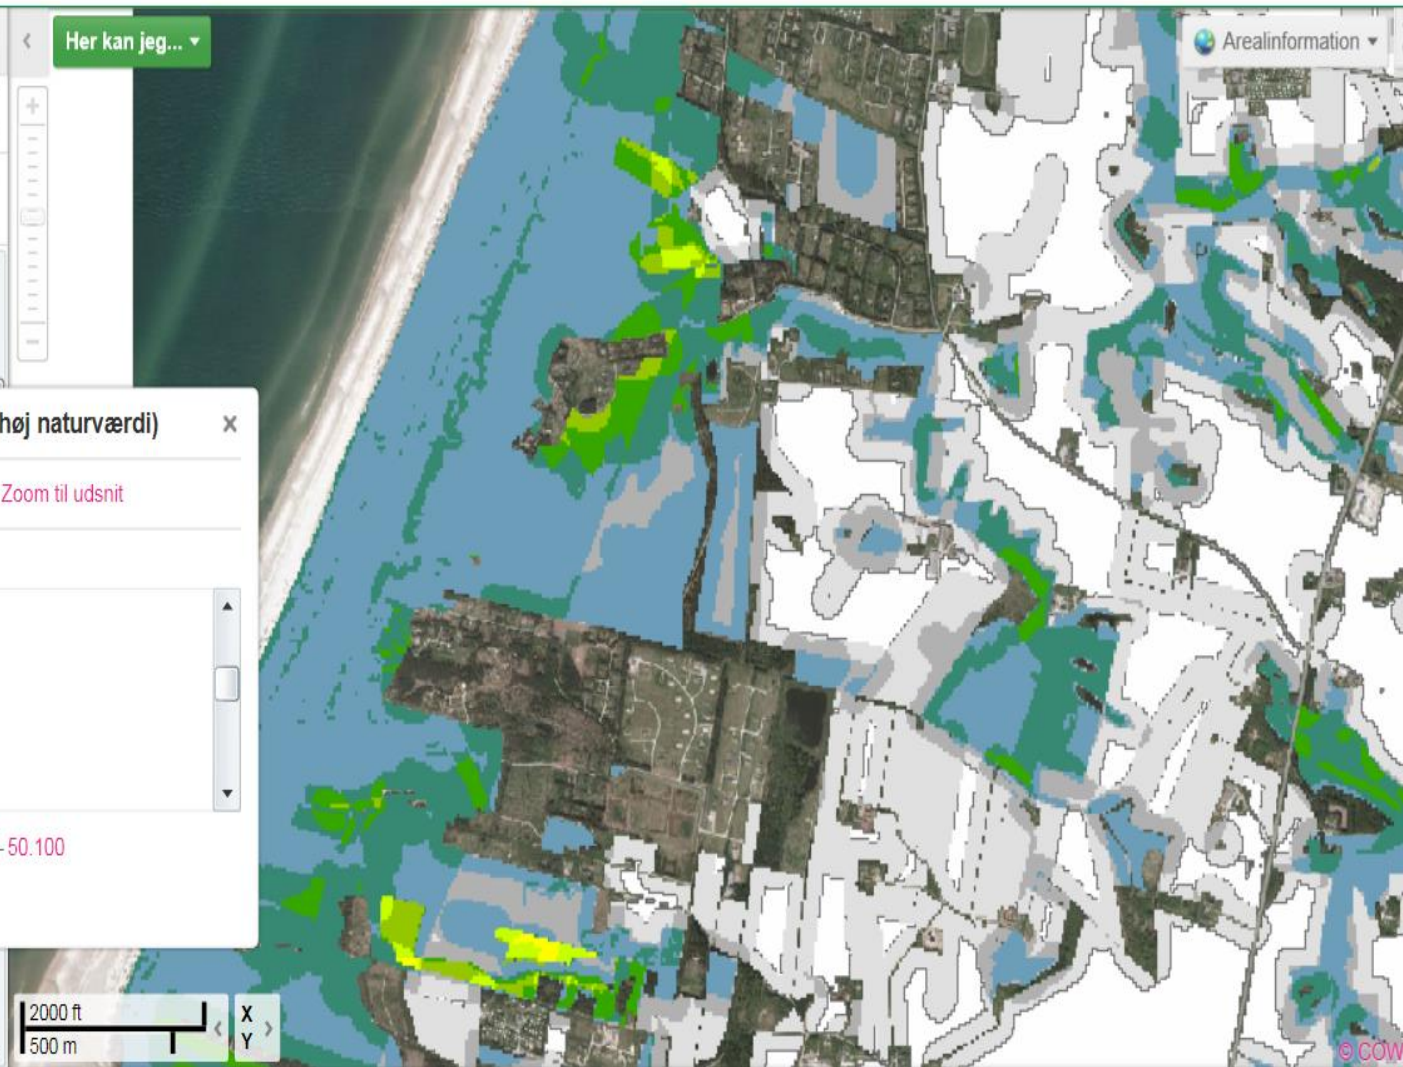 Her kan jeg...
Arealinformation
høj naturværdi)
Zoom til udsnit
- 50.100
2000 ft
500 m
X
Y
© COW